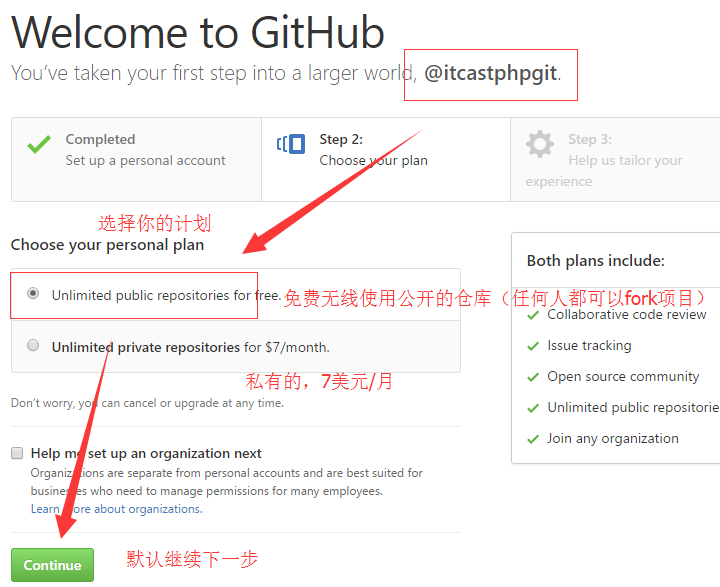 Welcome to GitHub
You've taken your first step into a larger world, @itcastphpgit.
Completed
Set up a personal account
Step 2:
Choose your plan
Step 3:
Help us tailor your
experience
选择你的计划
Choose your personal plan
Both plans include:
Unlimited public repositories for free.
免费无线使用公开的仓库（任何人都可以fork项目）
Collaborative code review
Unlimited private repositories for $7/month.
Issue tracking
私有的，7美元/月
Open source community
Don't worry, you can cancel or upgrade at any time.
Unlimited public repositorie
Join any organization
Help me set up an organization next
Organizations are separate from personal accounts and are best suited for
businesses who need to manage permissions for many employees.
Learn more about organizations.
Continue
默认继续下一步